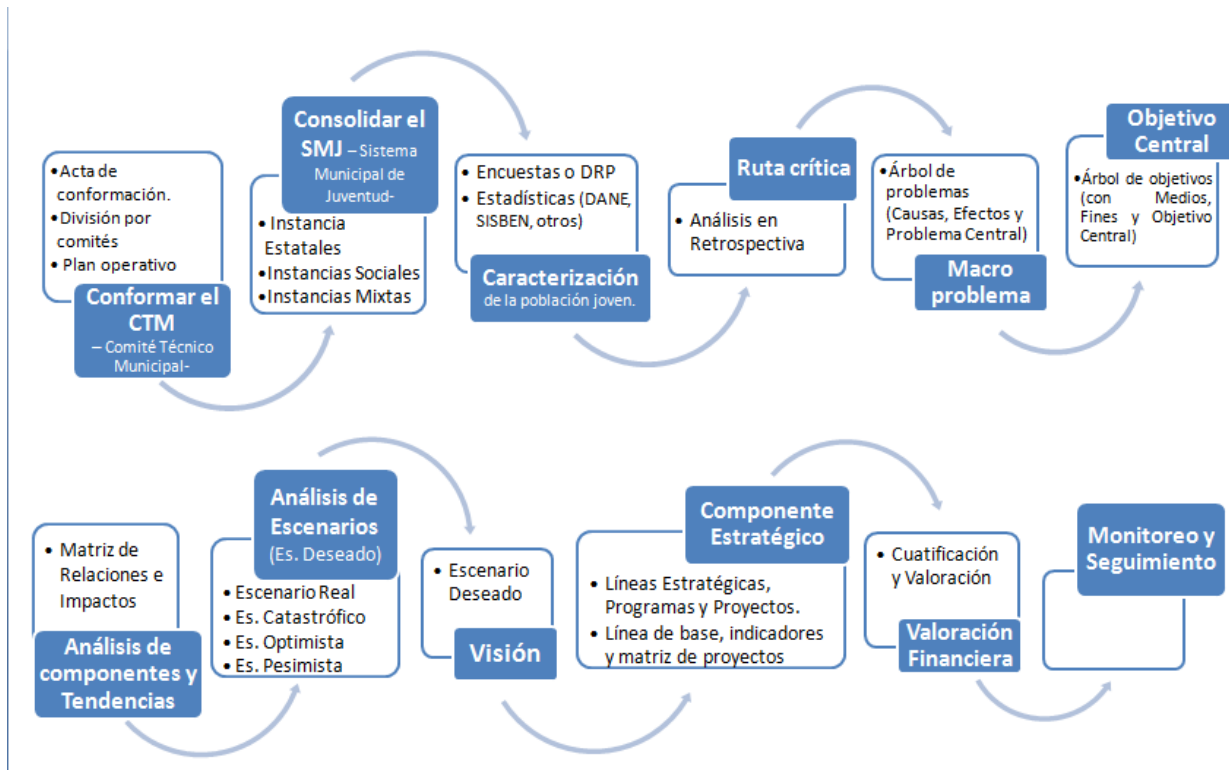 •Acta de
conformación.
•División por
comités
• Plan operativo
Conformar el
CTM
– Comité Técnico
Municipal-
Consolidar el
SMJ – Sistema
Municipal de
Juventud-
• Instancia
Estatales
•Instancias Sociales
•Instancias Mixtas
• Encuestas o DRP
• Estadísticas (DANE,
SISBEN, otros)
Caracterización
de la población joven.
Ruta crítica
• Análisis en
Retrospectiva
•Árbol de
problemas
(Causas, Efectos y
Problema Central)
Macro
problema
Objetivo
Central
•Árbol de objetivos
(con Medios,
Fines y Objetivo
Central)
• Matriz de
Relaciones e
Impactos
Análisis de
componentes y
Tendencias
Análisis de
Escenarios
(Es. Deseado)
•Escenario Real
•Es. Catastrófico
•Es. Optimista
•Es. Pesimista
• Escenario
Deseado
Visión
Componente
Estratégico
• Líneas Estratégicas,
Programas y Proyectos.
• Línea de base, indicadores
y matriz de proyectos
• Cuatificación
y Valoración
Valoración
Financiera
Monitoreo y
Seguimiento